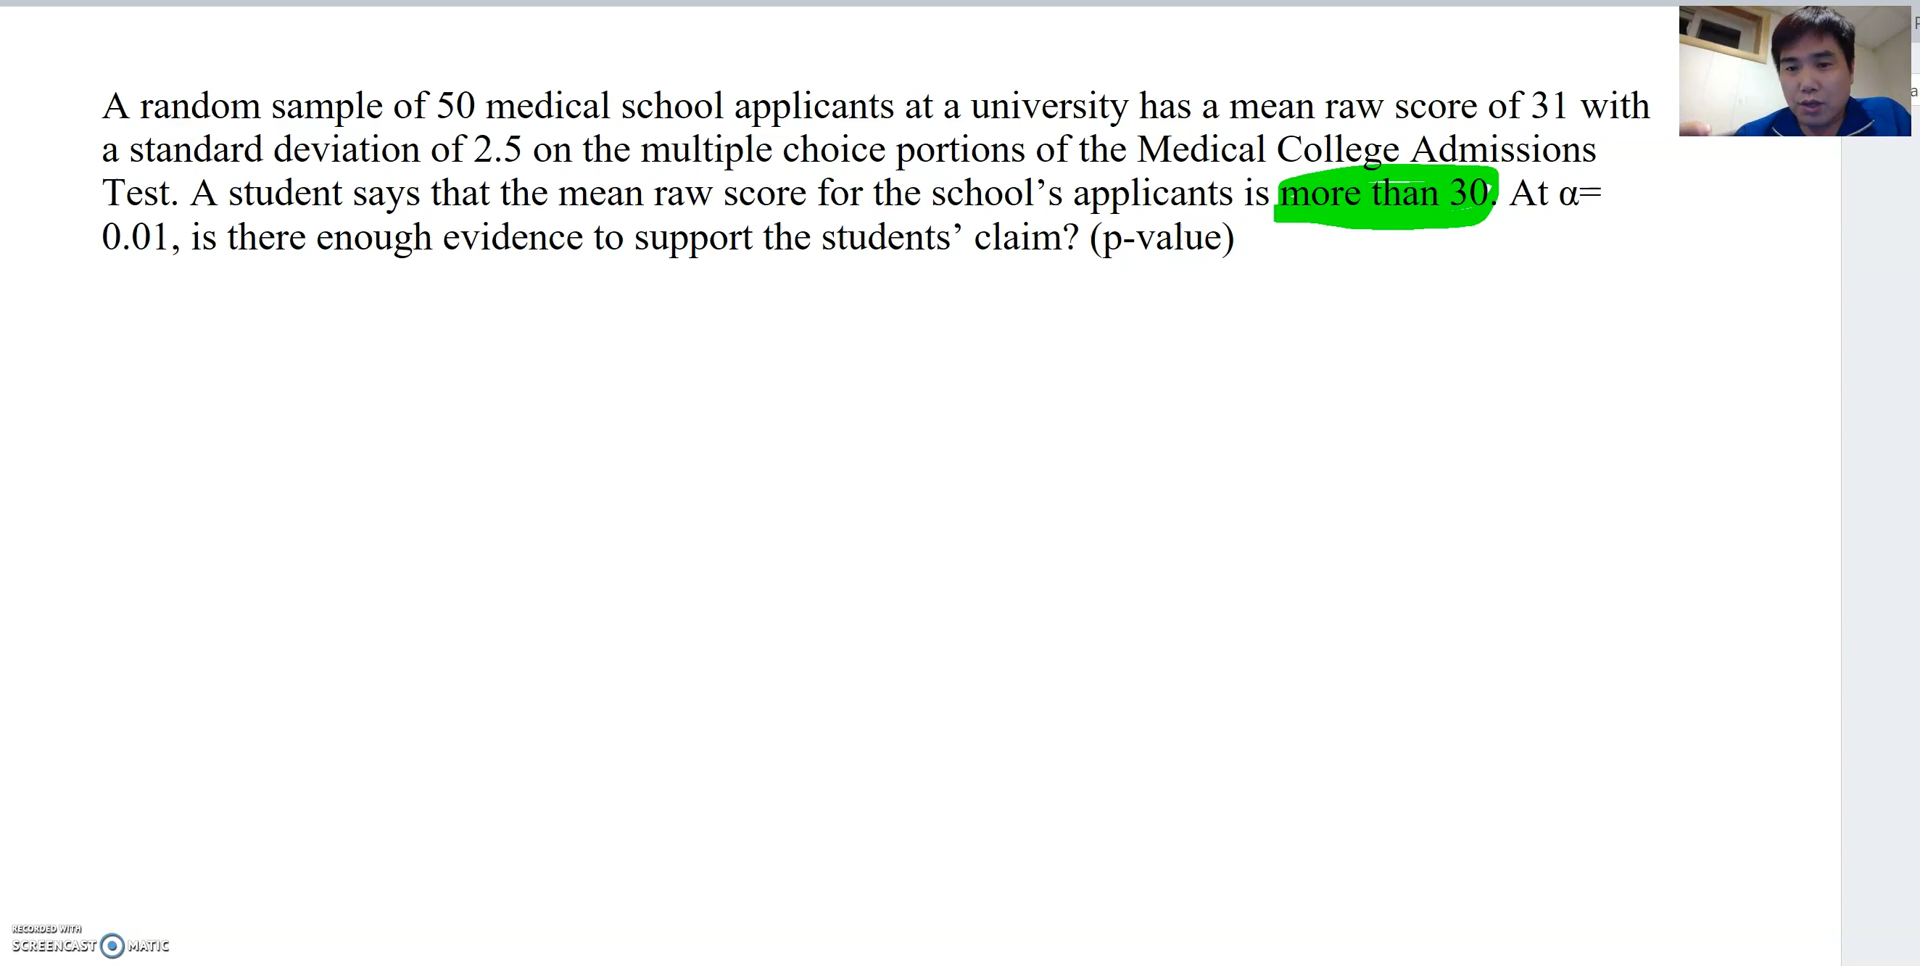 A random sample of 50 medical school applicants at a university has a mean raw score of 31 with
a standard deviation of 2.5 on the multiple choice portions of the Medical College Admissions
Test. A student says that the mean raw score for the school’s applicants is more than 30. At α=
0.01, is there enough evidence to support the students’ claim? (p-value)
RECORDED WITH
SCREENCAST MATIC